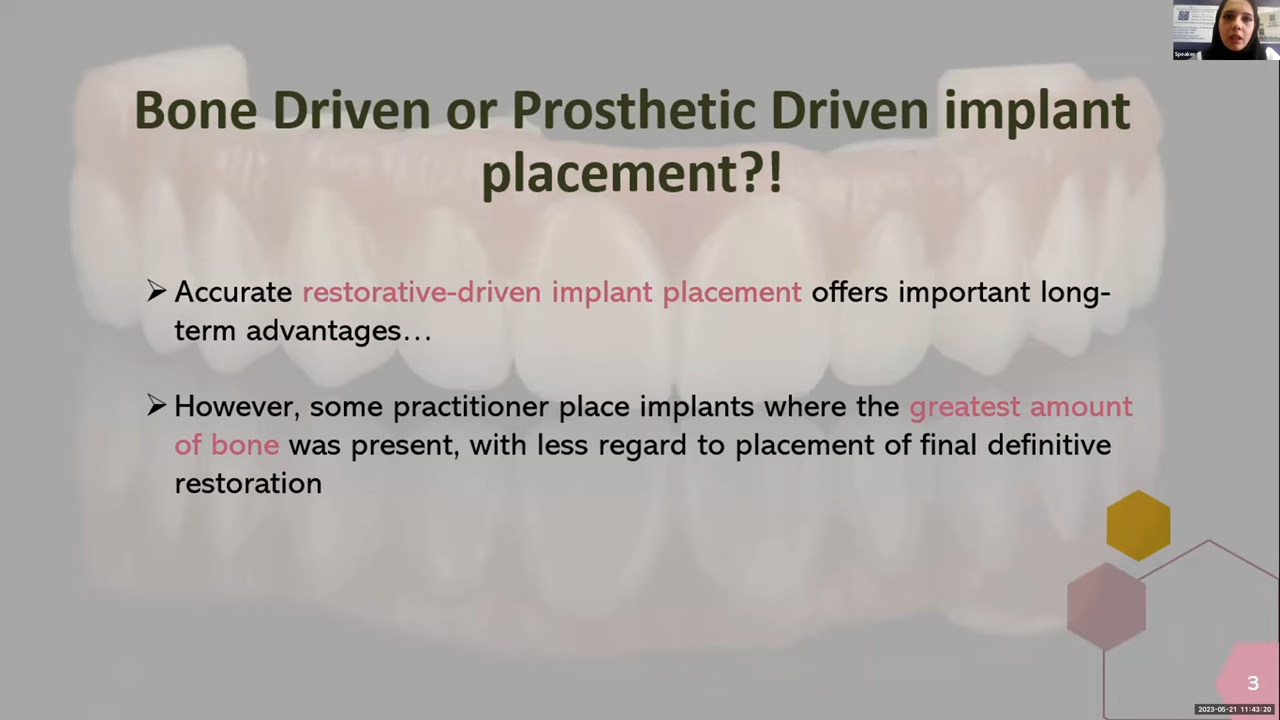 Bone Driven or Prosthetic Driven implant
placement?!
➢ Accurate restorative-driven implant placement offers important long-
term advantages…
➢ However, some practitioner place implants where the greatest amount
of bone was present, with less regard to placement of final definitive
restoration
3
Speaker
2023-05-21 11:43:20